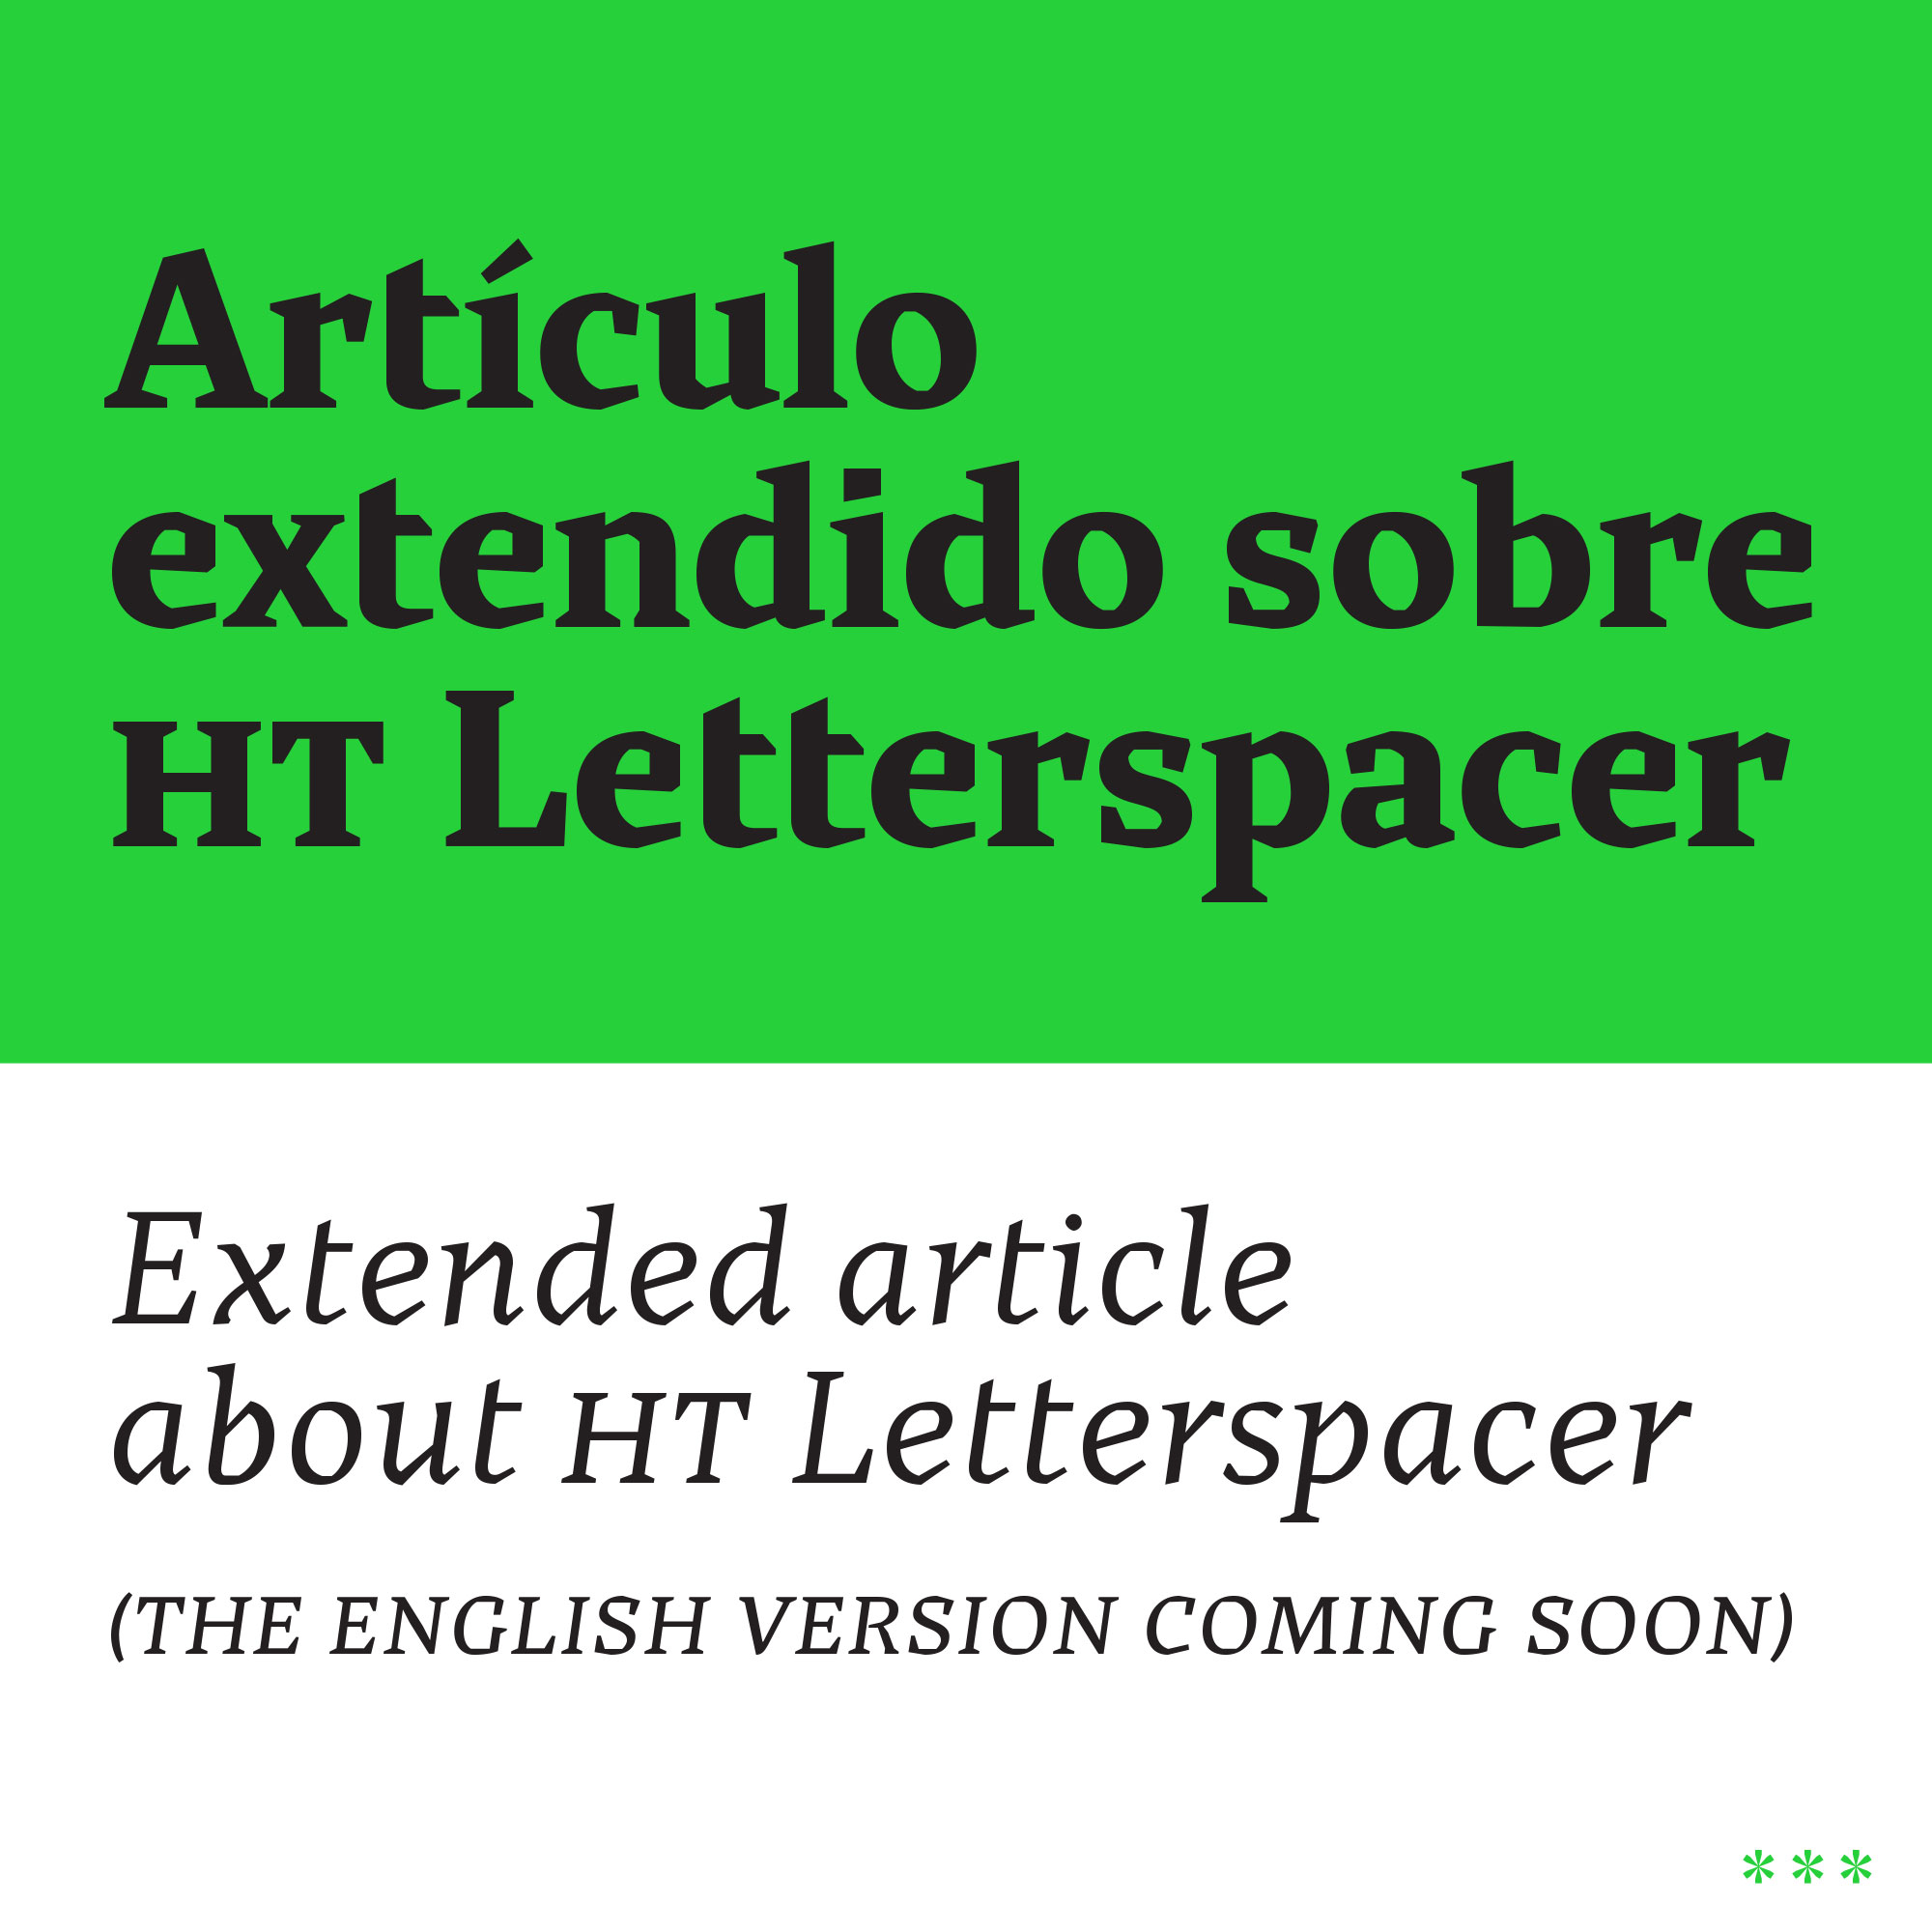 Artículo
extendido sobre
HT Letterspacer
Extended article
about HT Letterspacer
(THE ENGLISH VERSION COMING SOON)
***